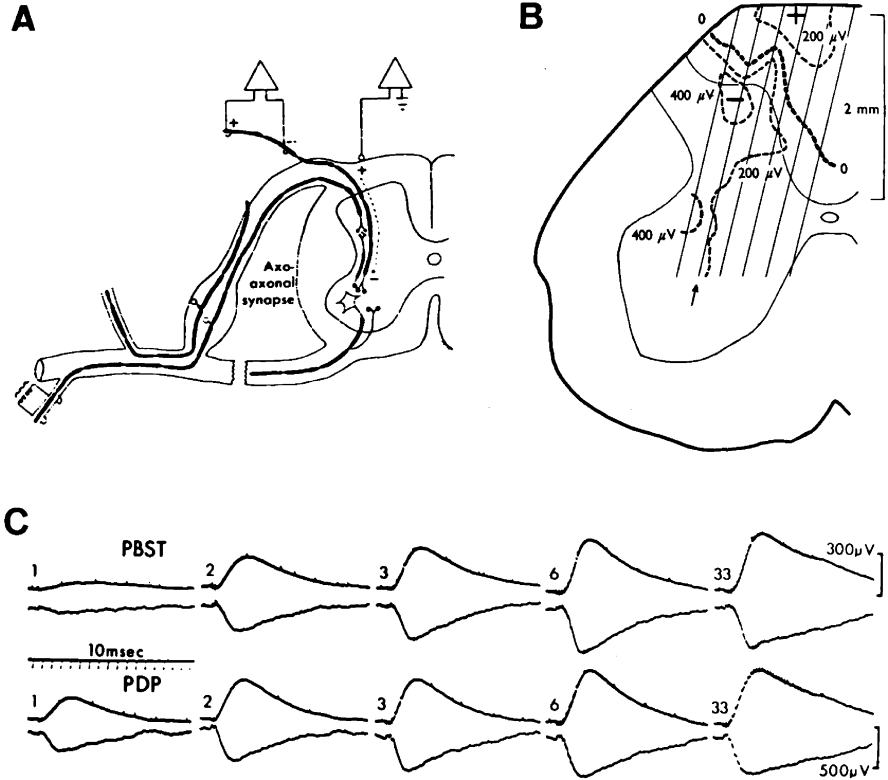 A
+
-
+
-
Axo-
axonal
synapse
B
0
+
200 µV
400 µV
-
2 mm
0
200 µV
400 µV
C
PBST
1
2
3
6
33
300µV
10msec
PDP
1
2
3
6
33
500µV